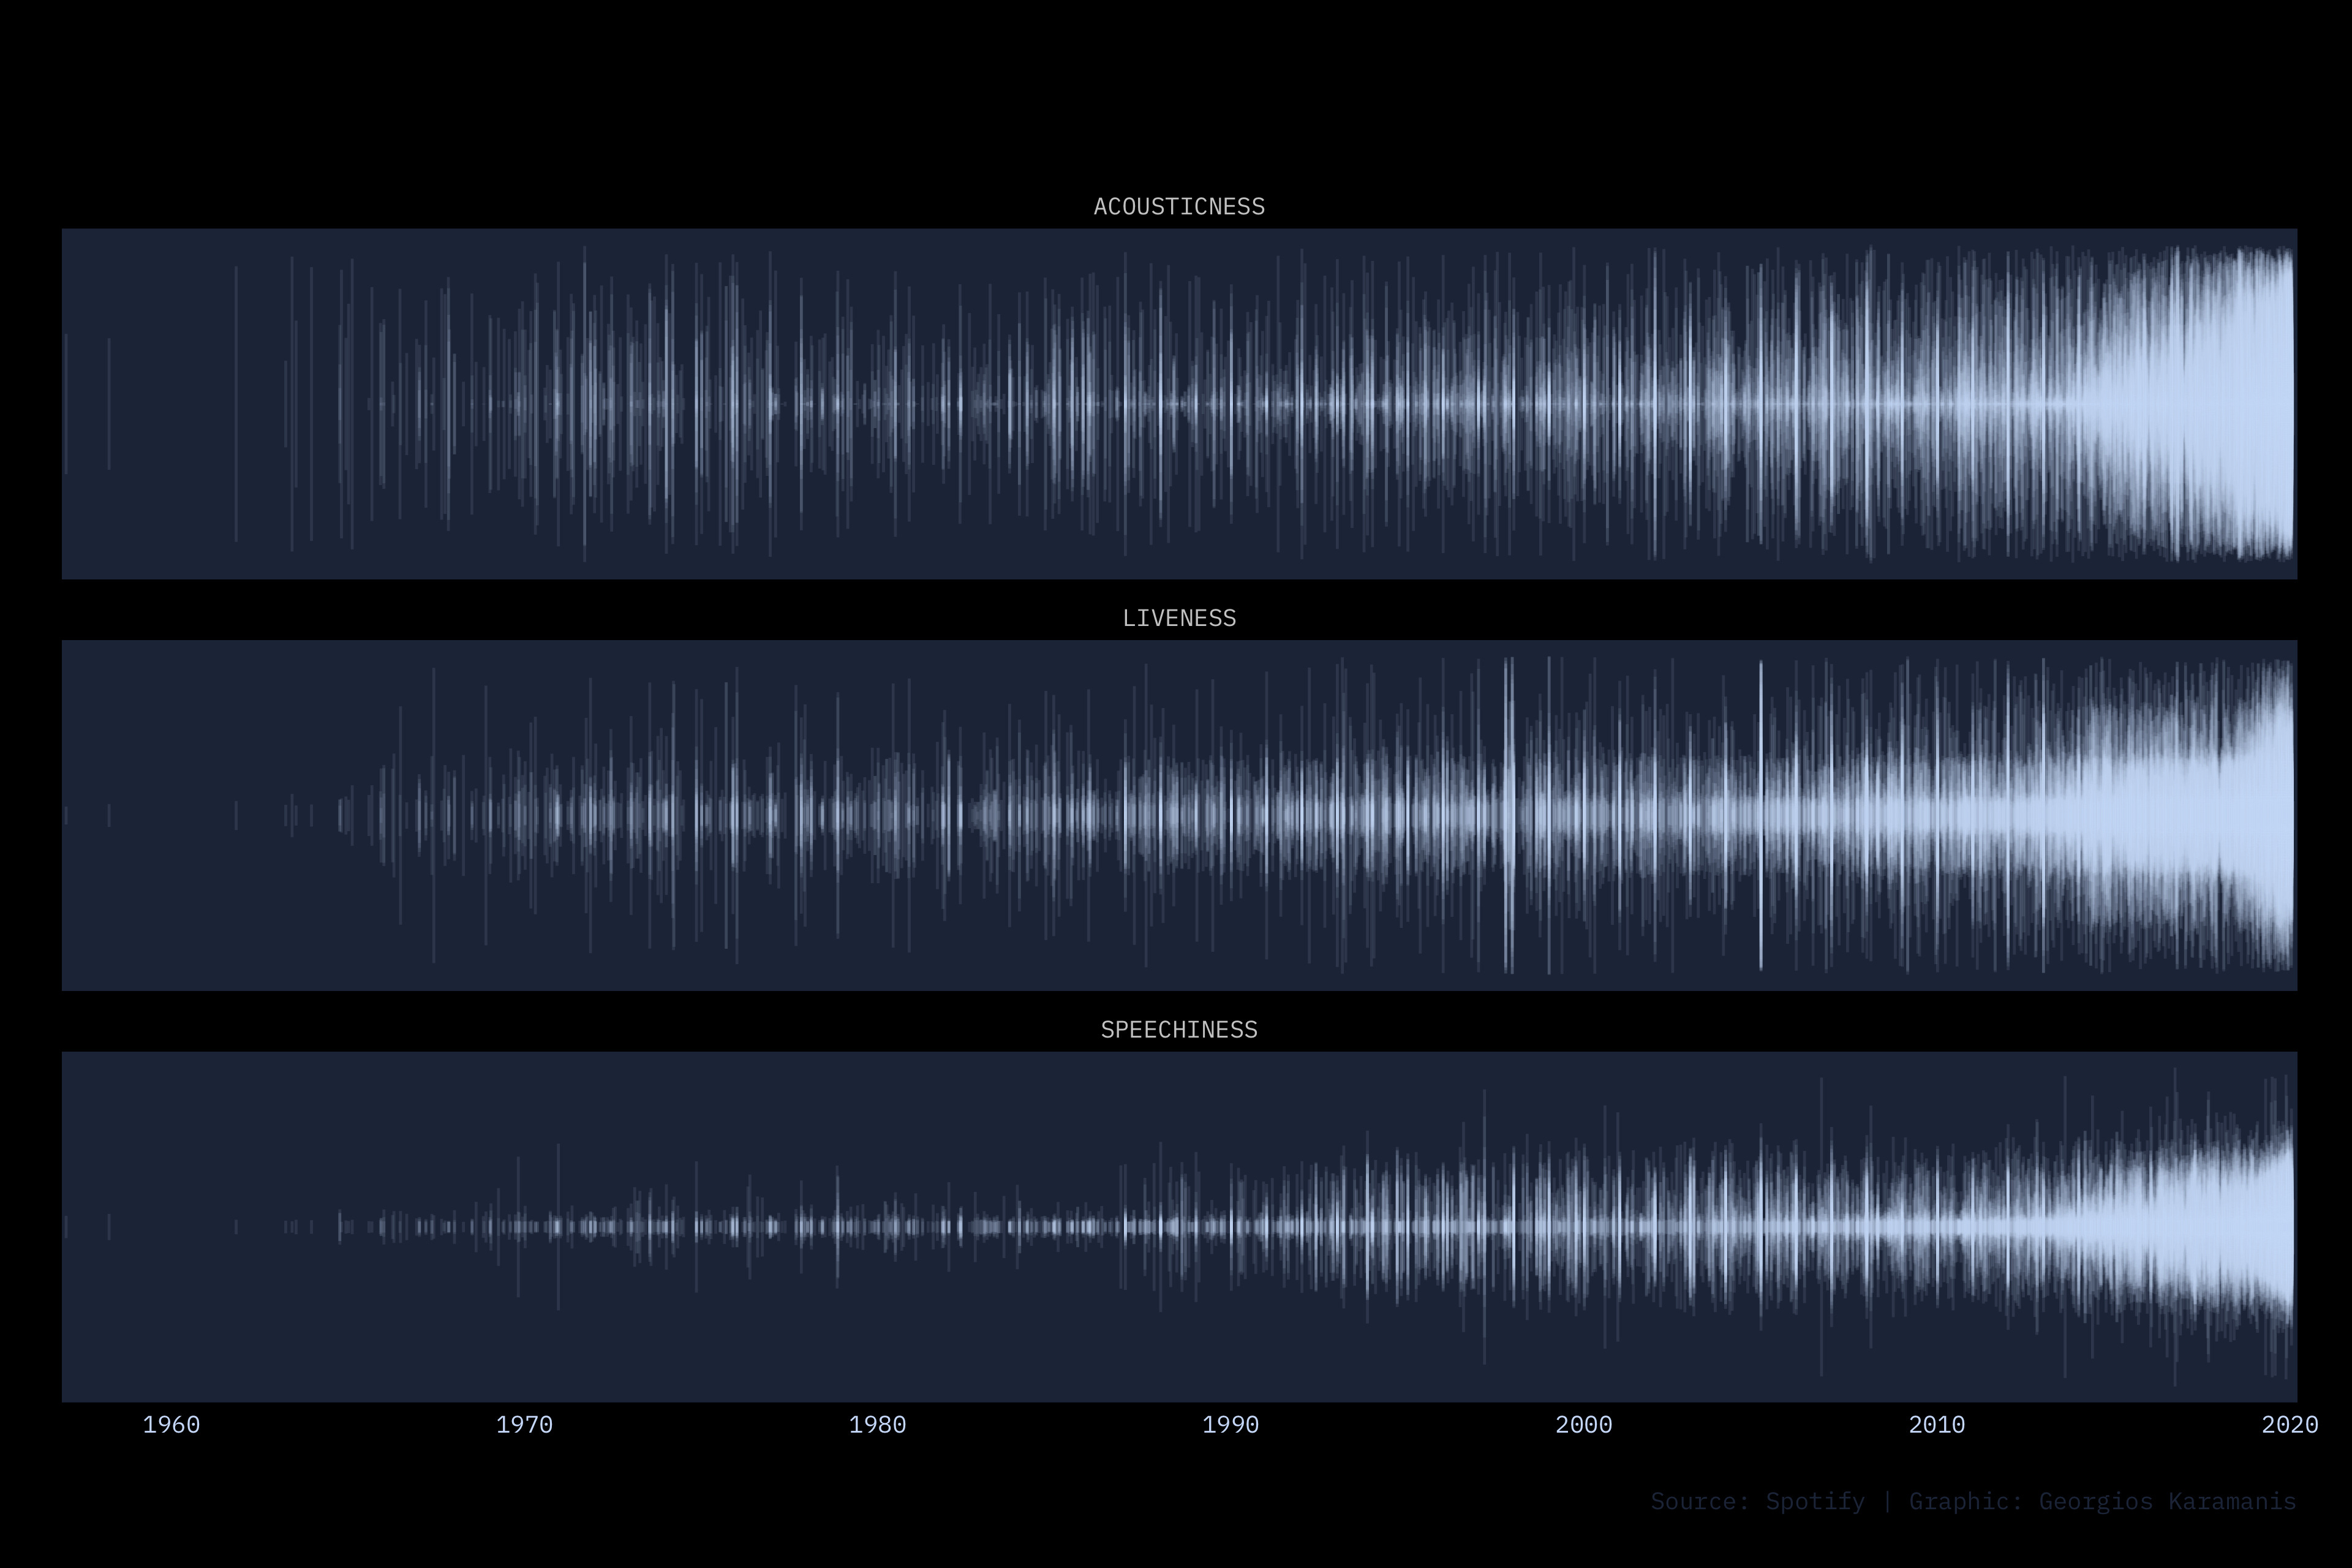 ACOUSTICNESS
LIVENESS
SPEECHINESS
1960 1970 1980 1990 2000 2010 2020
Source: Spotify | Graphic: Georgios Karamanis